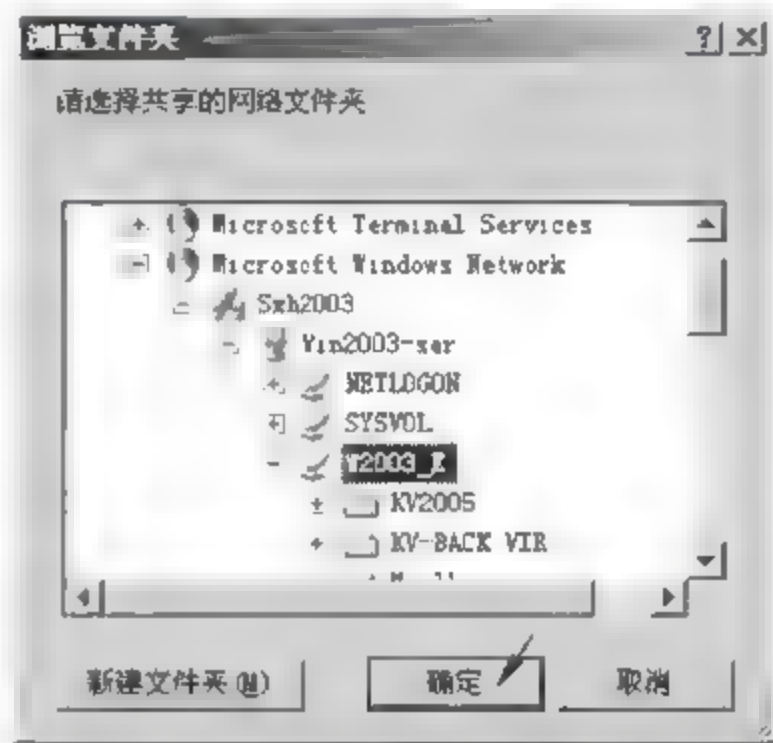 浏览文件夹
请选择共享的网络文件夹
Microsoft Terminal Services
Microsoft Windows Network
Sxh2003
Win2003-ser
NETLOGON
SYSVOL
KV2005
KV-BACK VIR
新建文件夹(M)
确定
取消